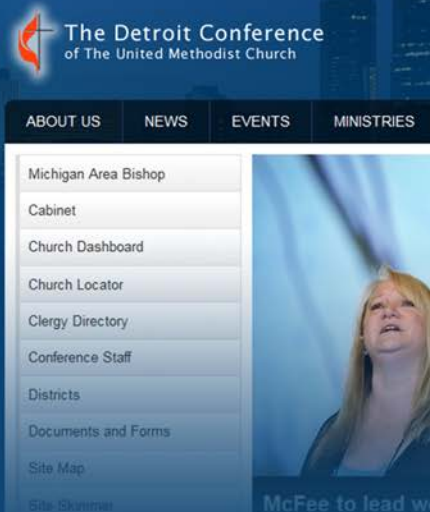 The Detroit Conference
of The United Methodist Church
ABOUT US NEWS EVENTS MINISTRIES
Michigan Area Bishop
Cabinet
Church Dashboard
Church Locator
Clergy Directory
Conference Staff
Districts
Documents and Forms
Site Map
Site
McFee to lead